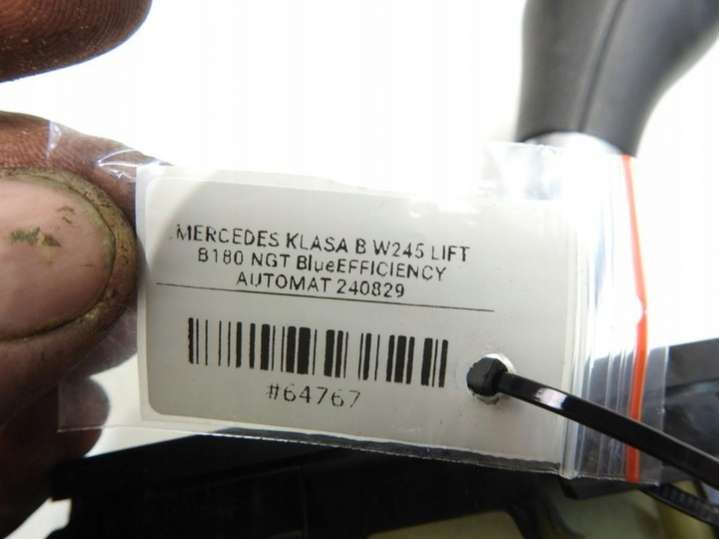 MERCEDES KLASA B W245 LIFT
B180 NGT BlueEFFICIENCY
AUTOMAT 240829
#64767